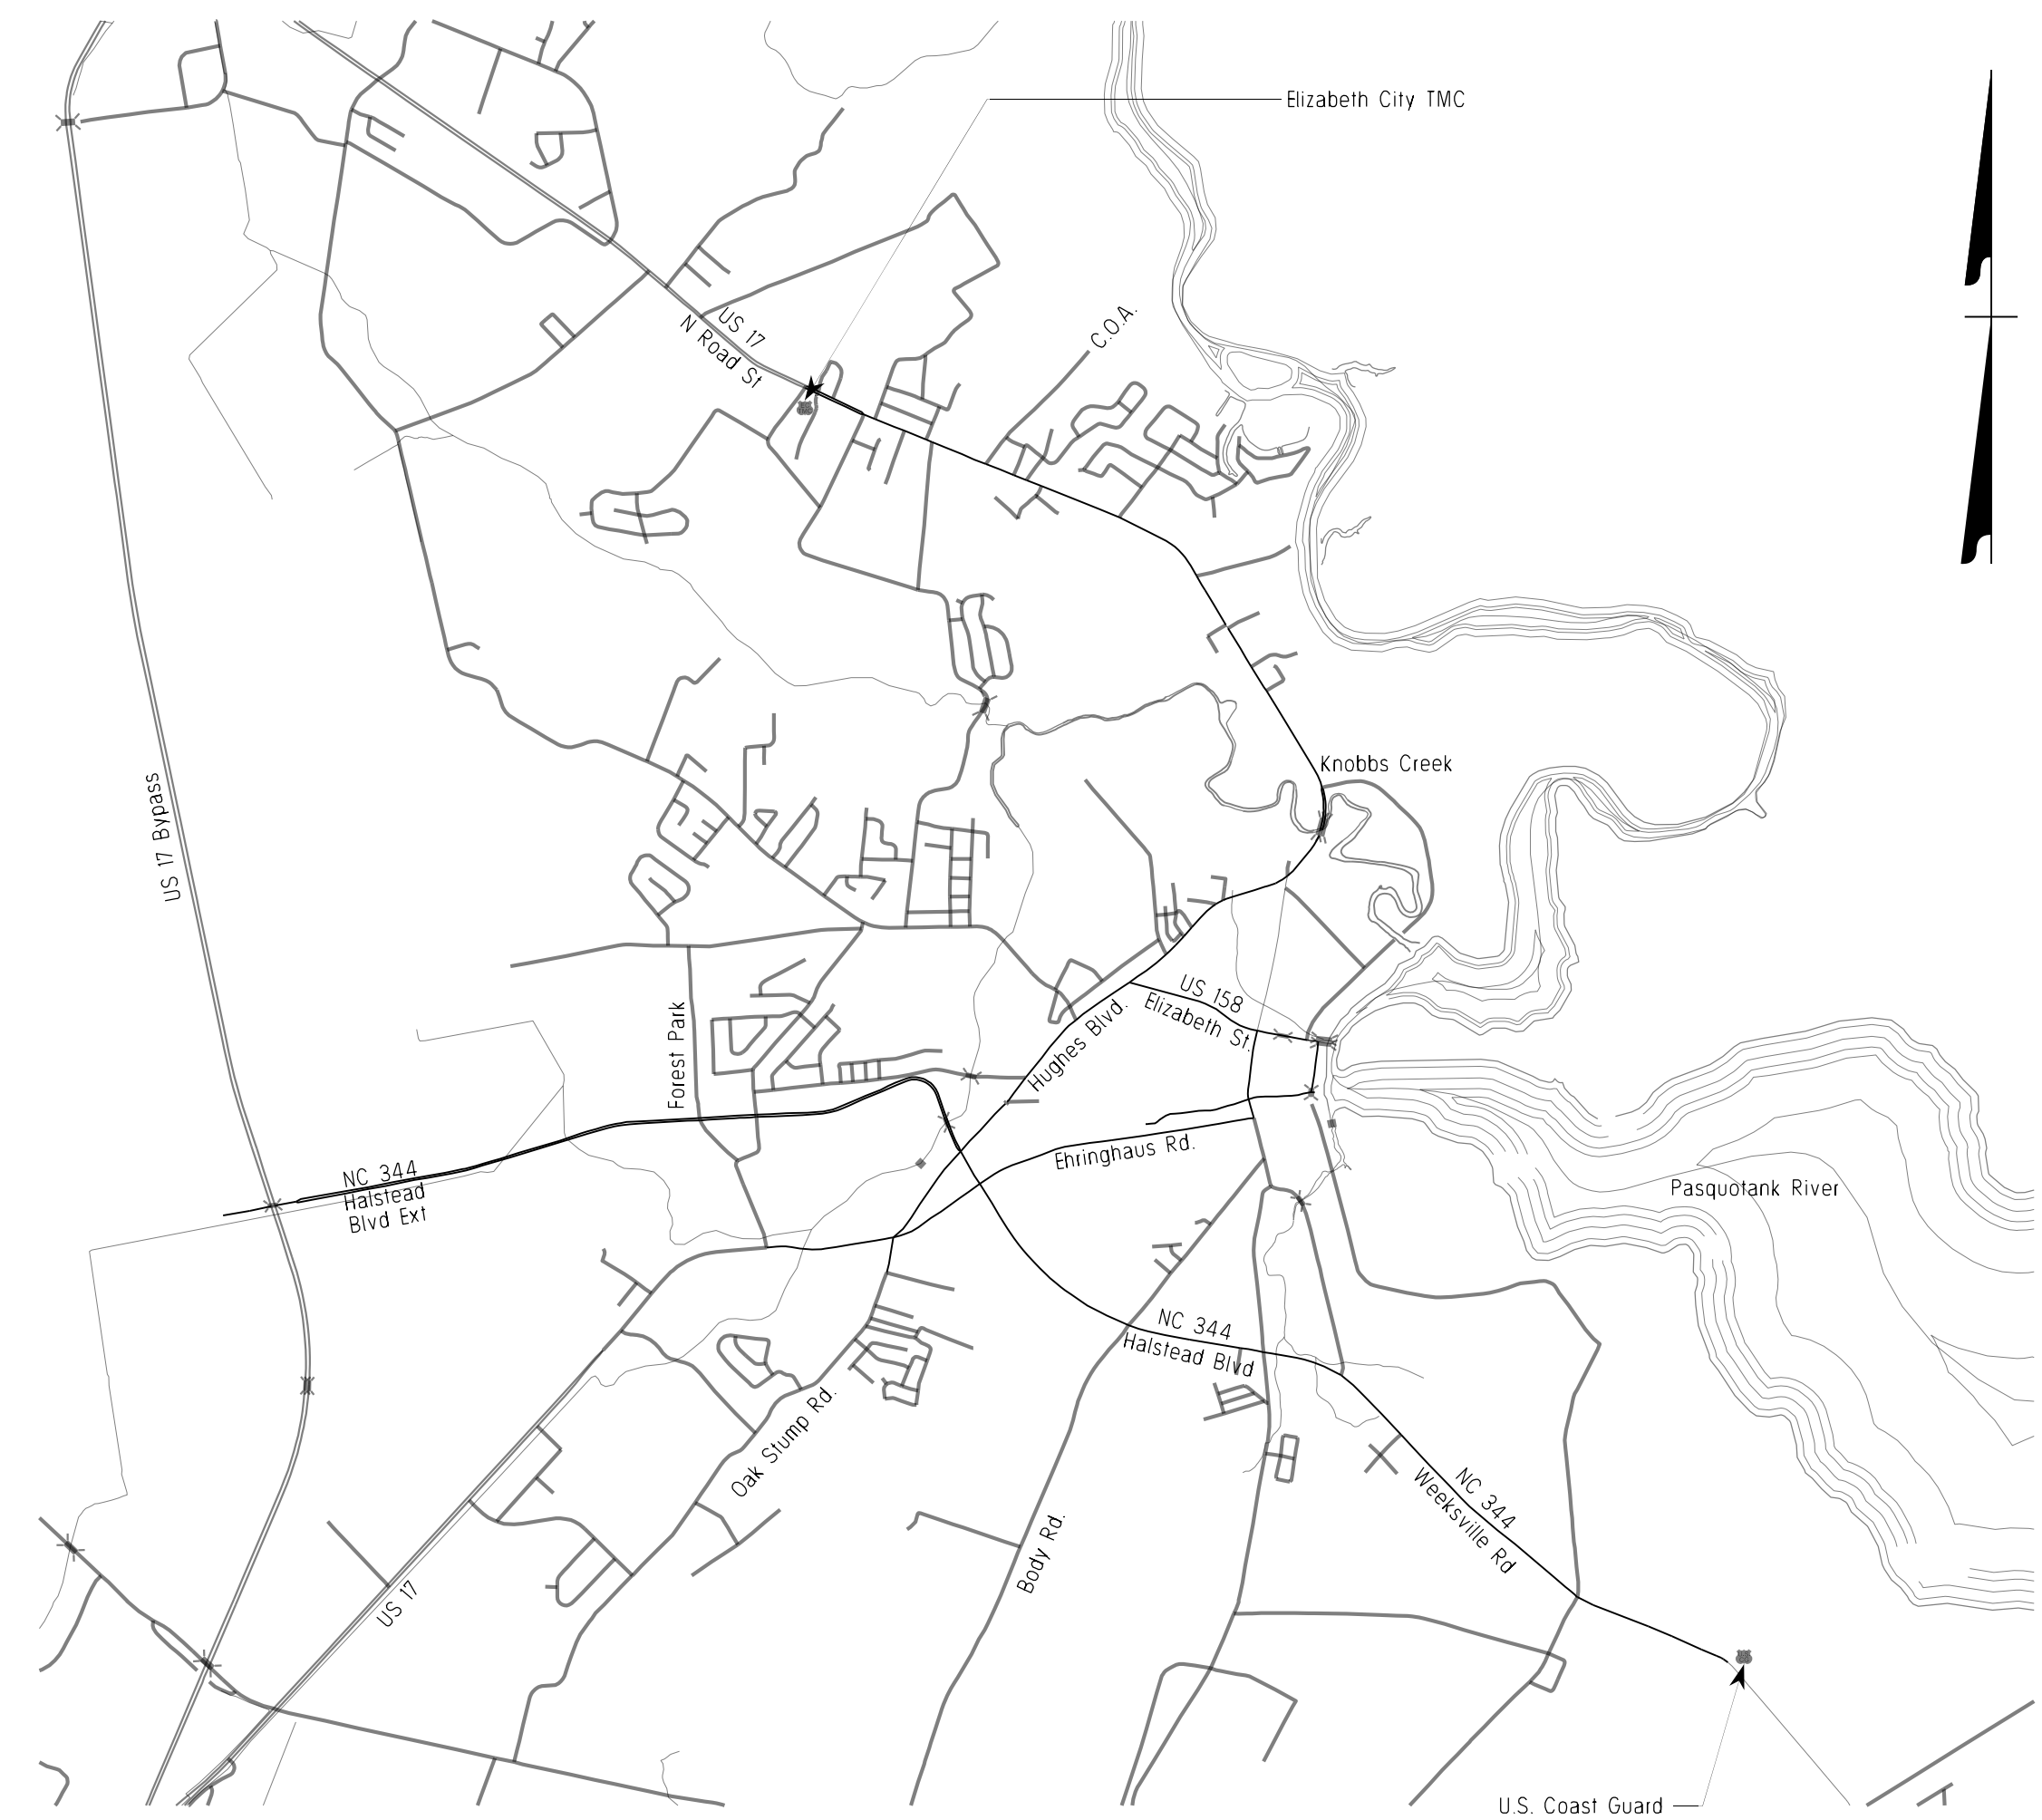 Elizabeth City TMC
US 17
N Road St
C.O.A.
Knobbs Creek
US 17 Bypass
US 158
Elizabeth St.
Hughes Blvd.
Forest Park
Ehringhaus Rd.
NC 344
Halstead
Blvd Ext
Pasquotank River
NC 344
Halstead Blvd
Oak Stump Rd.
NC 344
Weeksville Rd
Body Rd.
US 17
U.S. Coast Guard